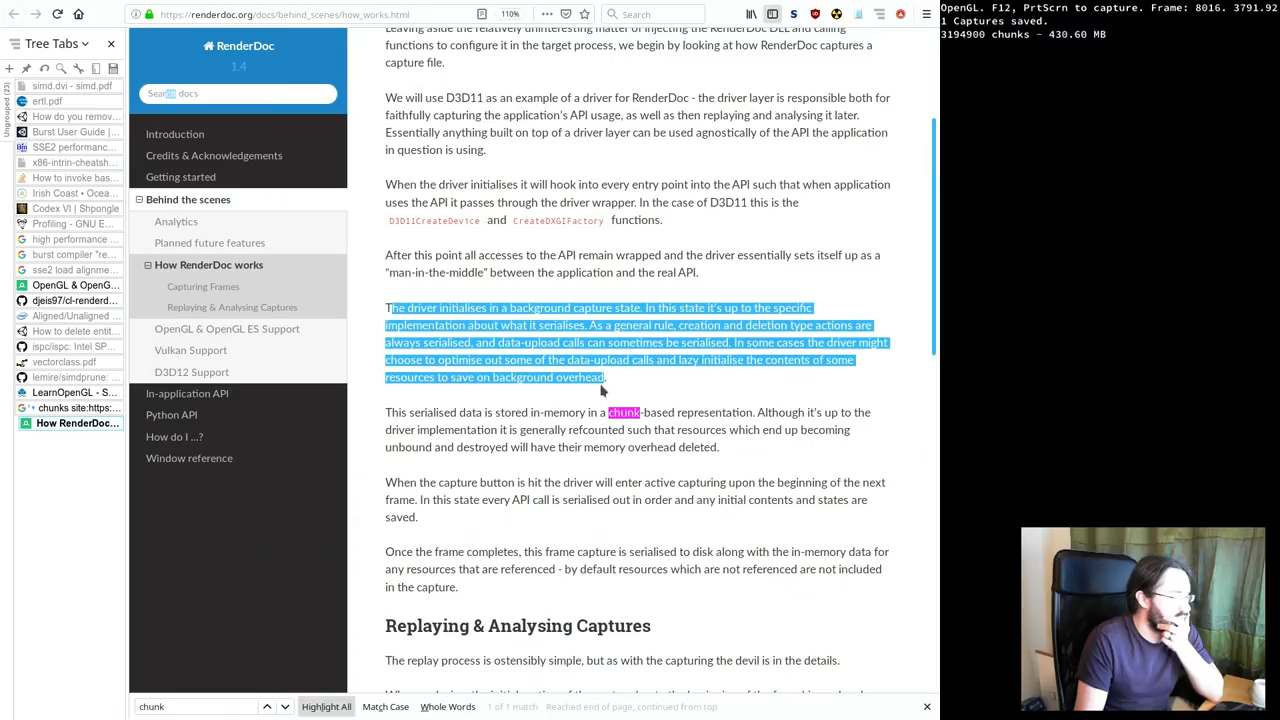 https://renderdoc.org/docs/behind_scenes/how_works.html
110%
Search
OpenGL. F12, PrtScrn to capture. Frame: 8016. 3791.92
1 Captures saved.
3194900 chunks - 430.60 MB
Tree Tabs
Ungrouped (23)
simd.dvi - simd.pdf
ertl.pdf
How do you remov...
Burst User Guide |...
SSE2 performanc...
x86-intrin-cheatsh...
How to invoke bas...
Irish Coast • Ocea...
Codex VI | Shpongle
Profiling - GNU E...
high performance ...
burst compiler "re...
sse2 load alignme...
OpenGL & OpenG...
djeis97/cl-renderd...
Aligned/Unaligned ...
How to delete entit...
ispc/ispc: Intel SP...
vectorclass.pdf
lemire/simdprune: ...
LearnOpenGL - S...
chunks site:https:...
How RenderDoc...
RenderDoc
1.4
Search docs
Introduction
Credits & Acknowledgements
Getting started
Behind the scenes
Analytics
Planned future features
How RenderDoc works
Capturing Frames
Replaying & Analysing Captures
OpenGL & OpenGL ES Support
Vulkan Support
D3D12 Support
In-application API
Python API
How do I ...?
Window reference
Leaving aside the relatively uninteresting matter of injecting the RenderDoc DLL and calling
functions to configure it in the target process, we begin by looking at how RenderDoc captures a
capture file.
We will use D3D11 as an example of a driver for RenderDoc - the driver layer is responsible both for
faithfully capturing the application's API usage, as well as then replaying and analysing it later.
Essentially anything built on top of a driver layer can be used agnostically of the API the application
in question is using.
When the driver initialises it will hook into every entry point into the API such that when application
uses the API it passes through the driver wrapper. In the case of D3D11 this is the
D3D11CreateDevice and CreateDXGIFactory functions.
After this point all accesses to the API remain wrapped and the driver essentially sets itself up as a
“man-in-the-middle” between the application and the real API.
The driver initialises in a background capture state. In this state it's up to the specific
implementation about what it serialises. As a general rule, creation and deletion type actions are
always serialised, and data-upload calls can sometimes be serialised. In some cases the driver might
choose to optimise out some of the data-upload calls and lazy initialise the contents of some
resources to save on background overhead.
This serialised data is stored in-memory in a chunk-based representation. Although it's up to the
driver implementation it is generally refcounted such that resources which end up becoming
unbound and destroyed will have their memory overhead deleted.
When the capture button is hit the driver will enter active capturing upon the beginning of the next
frame. In this state every API call is serialised out in order and any initial contents and states are
saved.
Once the frame completes, this frame capture is serialised to disk along with the in-memory data for
any resources that are referenced - by default resources which are not referenced are not included
in the capture.
Replaying & Analysing Captures
The replay process is ostensibly simple, but as with the capturing the devil is in the details.
chunk
Highlight All
Match Case
Whole Words
1 of 1 match
Reached end of page, continued from top